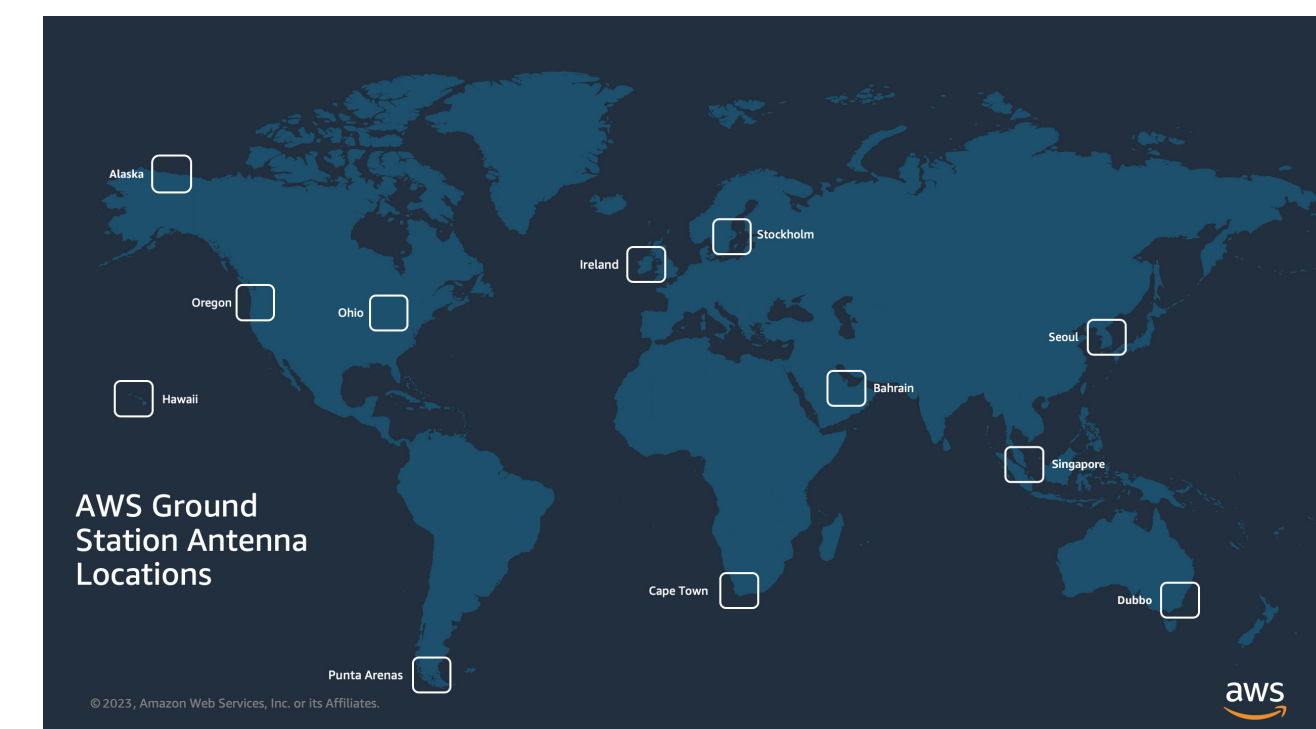 Alaska
Stockholm
Ireland
Oregon
Ohio
Seoul
Bahrain
Hawaii
Singapore
AWS Ground
Station Antenna
Locations
Cape Town
Dubbo
Punta Arenas
© 2023, Amazon Web Services, Inc. or its Affiliates.
aws